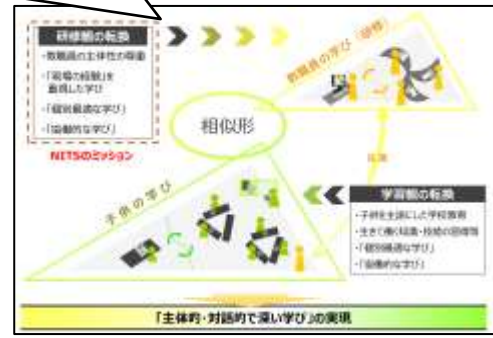 研修観の転換
・教職員の主体性の尊重
・「現場の経験」を
重視した学び
・「個別最適な学び」
・「協働的な学び」
NITSのミッション
教職員の学び（研修）
相似形
子供の学び
学習観の転換
・子供を主語にした学校教育
・生きて働く知識・技能の習得等
・「個別最適な学び」
・「協働的な学び」
「主体的・対話的で深い学び」の実現